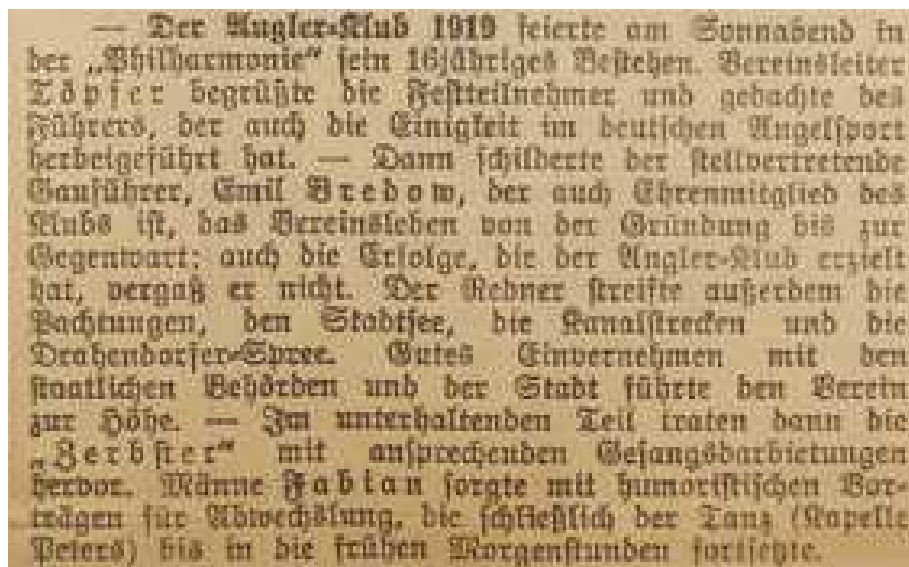 — Der Angler-Klub 1919 feierte am Sonnabend in
der „Philharmonie“ sein 16jähriges Bestehen. Vereinsleiter
Töpfer begrüßte die Festteilnehmer und gedachte des
Führers, der auch die Einigkeit im deutschen Angelsport
herbeigeführt hat. — Dann schilderte der stellvertretende
Gauführer, Emil Bredow, der auch Ehrenmitglied des
Klubs ist, das Vereinsleben von der Gründung bis zur
Gegenwart; auch die Erfolge, die der Angler-Klub erzielt
hat, vergaß er nicht. Der Redner streifte außerdem die
Pachtungen, den Stadtsee, die Kanalstrecken und die
Drahendorfer-Spree. Gutes Einvernehmen mit den
staatlichen Behörden und der Stadt führte den Verein
zur Höhe. — Im unterhaltenden Teil traten dann die
„Zerbster“ mit ansprechenden Gesangsdarbietungen
hervor. Männe Fabian sorgte mit humoristischen Vor-
trägen für Abwechslung, die schließlich der Tanz (Kapelle
Peters) bis in die frühen Morgenstunden fortsetzte.